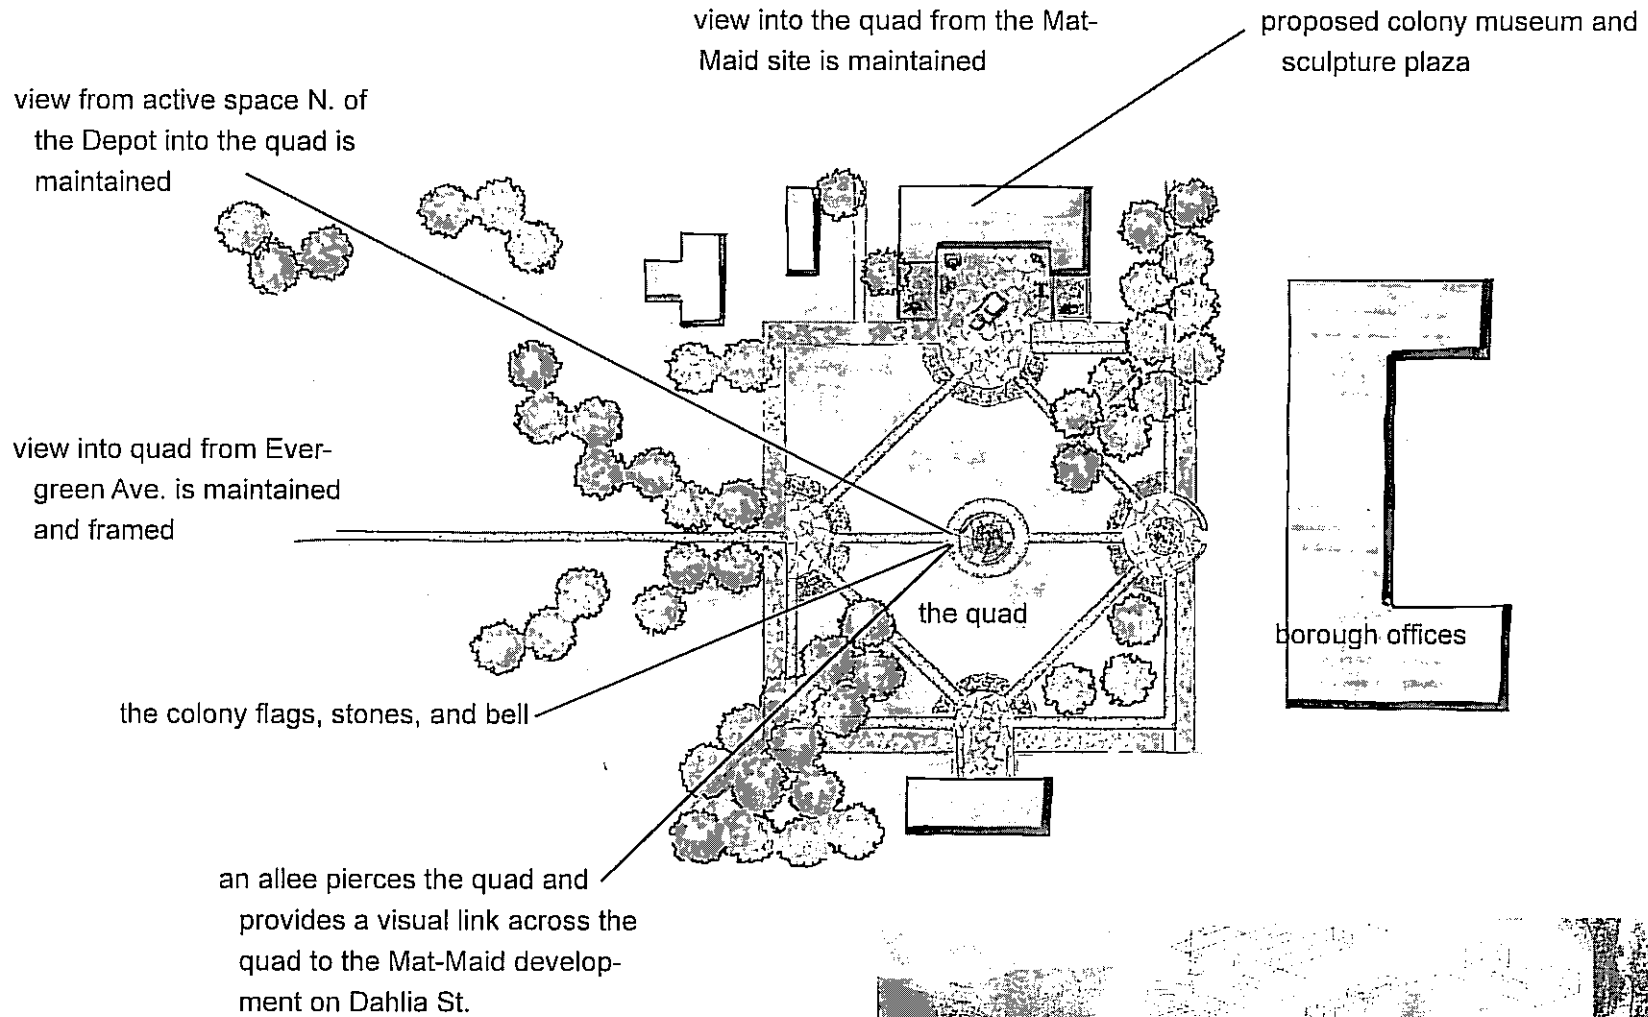 view into the quad from the Mat-
Maid site is maintained
proposed colony museum and
sculpture plaza
view from active space N. of
the Depot into the quad is
maintained
view into quad from Ever-
green Ave. is maintained
and framed
the quad
borough offices
the colony flags, stones, and bell
an allee pierces the quad and
provides a visual link across the
quad to the Mat-Maid develop-
ment on Dahlia St.